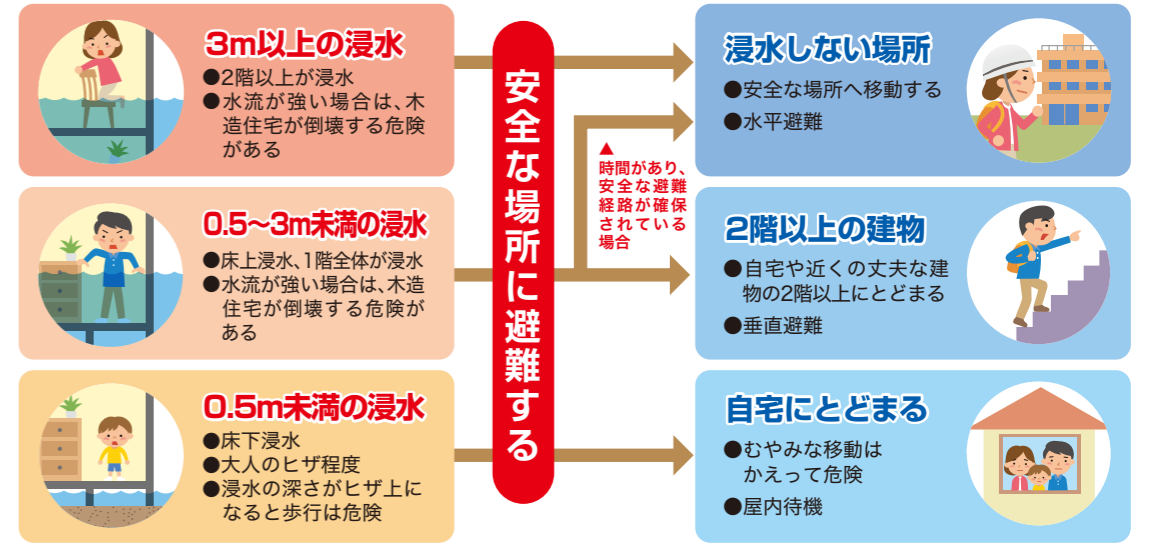 3m以上の浸水
●2階以上が浸水
●水流が強い場合は、木
造住宅が倒壊する危険
がある
0.5〜3m未満の浸水
●床上浸水、1階全体が浸水
●水流が強い場合は、木造
住宅が倒壊する危険が
ある
0.5m未満の浸水
●床下浸水
●大人のヒザ程度
●浸水の深さがヒザ上に
なると歩行は危険
安全な場所に避難する
▲
時間があり、
安全な避難
経路が確保
されている
場合
浸水しない場所
●安全な場所へ移動する
●水平避難
2階以上の建物
●自宅や近くの丈夫な建
物の2階以上にとどまる
●垂直避難
自宅にとどまる
●むやみな移動は
かえって危険
●屋内待機